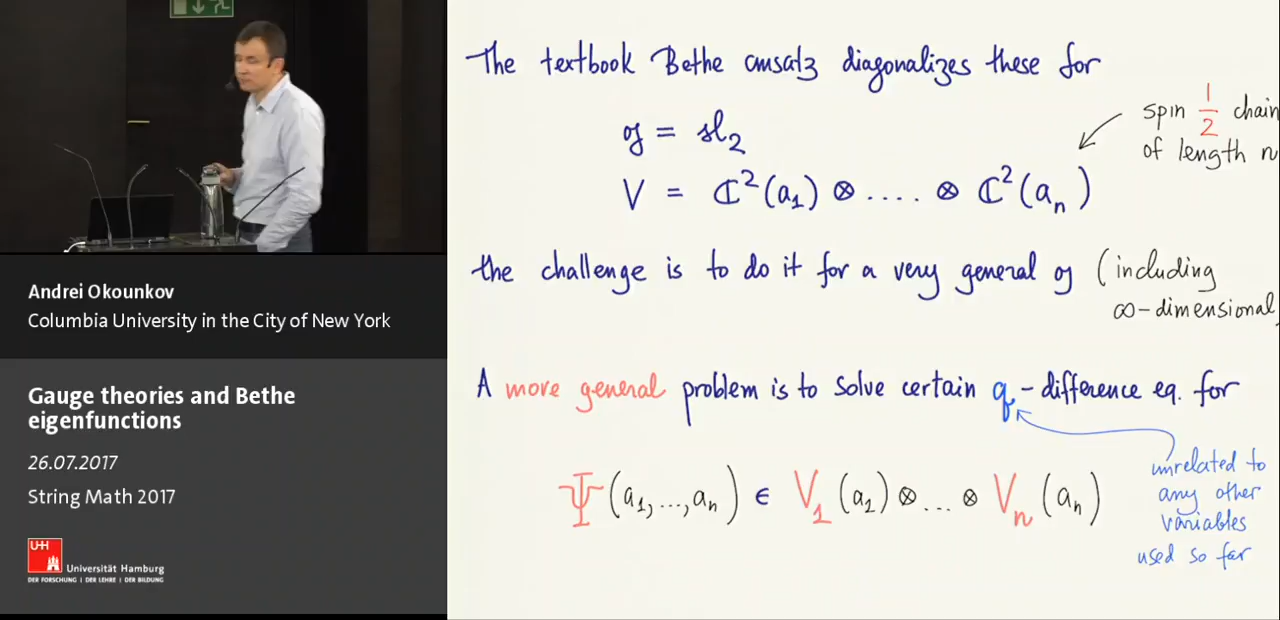 The textbook Bethe ansatz diagonalizes these for
𝔤 = sl₂
spin 1/2 chain
of length n
V = ℂ²(a₁) ⊗ .... ⊗ ℂ²(aₙ)
the challenge is to do it for a very general 𝔤 (including
∞-dimensional
A more general problem is to solve certain q-difference eq. for
unrelated to
any other
variables
used so far
Ψ(a₁,...,aₙ) ∈ V₁(a₁) ⊗ ... ⊗ Vₙ(aₙ)
Andrei Okounkov
Columbia University in the City of New York
Gauge theories and Bethe
eigenfunctions
26.07.2017
String Math 2017
UHH
Universität Hamburg
DER FORSCHUNG | DER LEHRE | DER BILDUNG